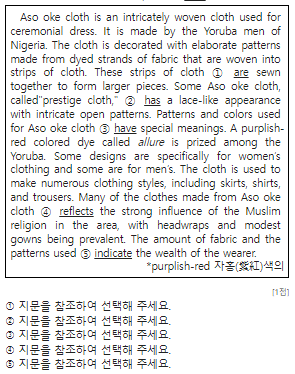 Aso oke cloth is an intricately woven cloth used for
ceremonial dress. It is made by the Yoruba men of
Nigeria. The cloth is decorated with elaborate patterns
made from dyed strands of fabric that are woven into
strips of cloth. These strips of cloth ① are sewn
together to form larger pieces. Some Aso oke cloth,
called"prestige cloth," ② has a lace-like appearance
with intricate open patterns. Patterns and colors used
for Aso oke cloth ③ have special meanings. A purplish-
red colored dye called allure is prized among the
Yoruba. Some designs are specifically for women's
clothing and some are for men's. The cloth is used to
make numerous clothing styles, including skirts, shirts,
and trousers. Many of the clothes made from Aso oke
cloth ④ reflects the strong influence of the Muslim
religion in the area, with headwraps and modest
gowns being prevalent. The amount of fabric and the
patterns used ⑤ indicate the wealth of the wearer.
*purplish-red 자홍(紫紅)색의
[1점]
① 지문을 참조하여 선택해 주세요.
② 지문을 참조하여 선택해 주세요.
③ 지문을 참조하여 선택해 주세요.
④ 지문을 참조하여 선택해 주세요.
⑤ 지문을 참조하여 선택해 주세요.